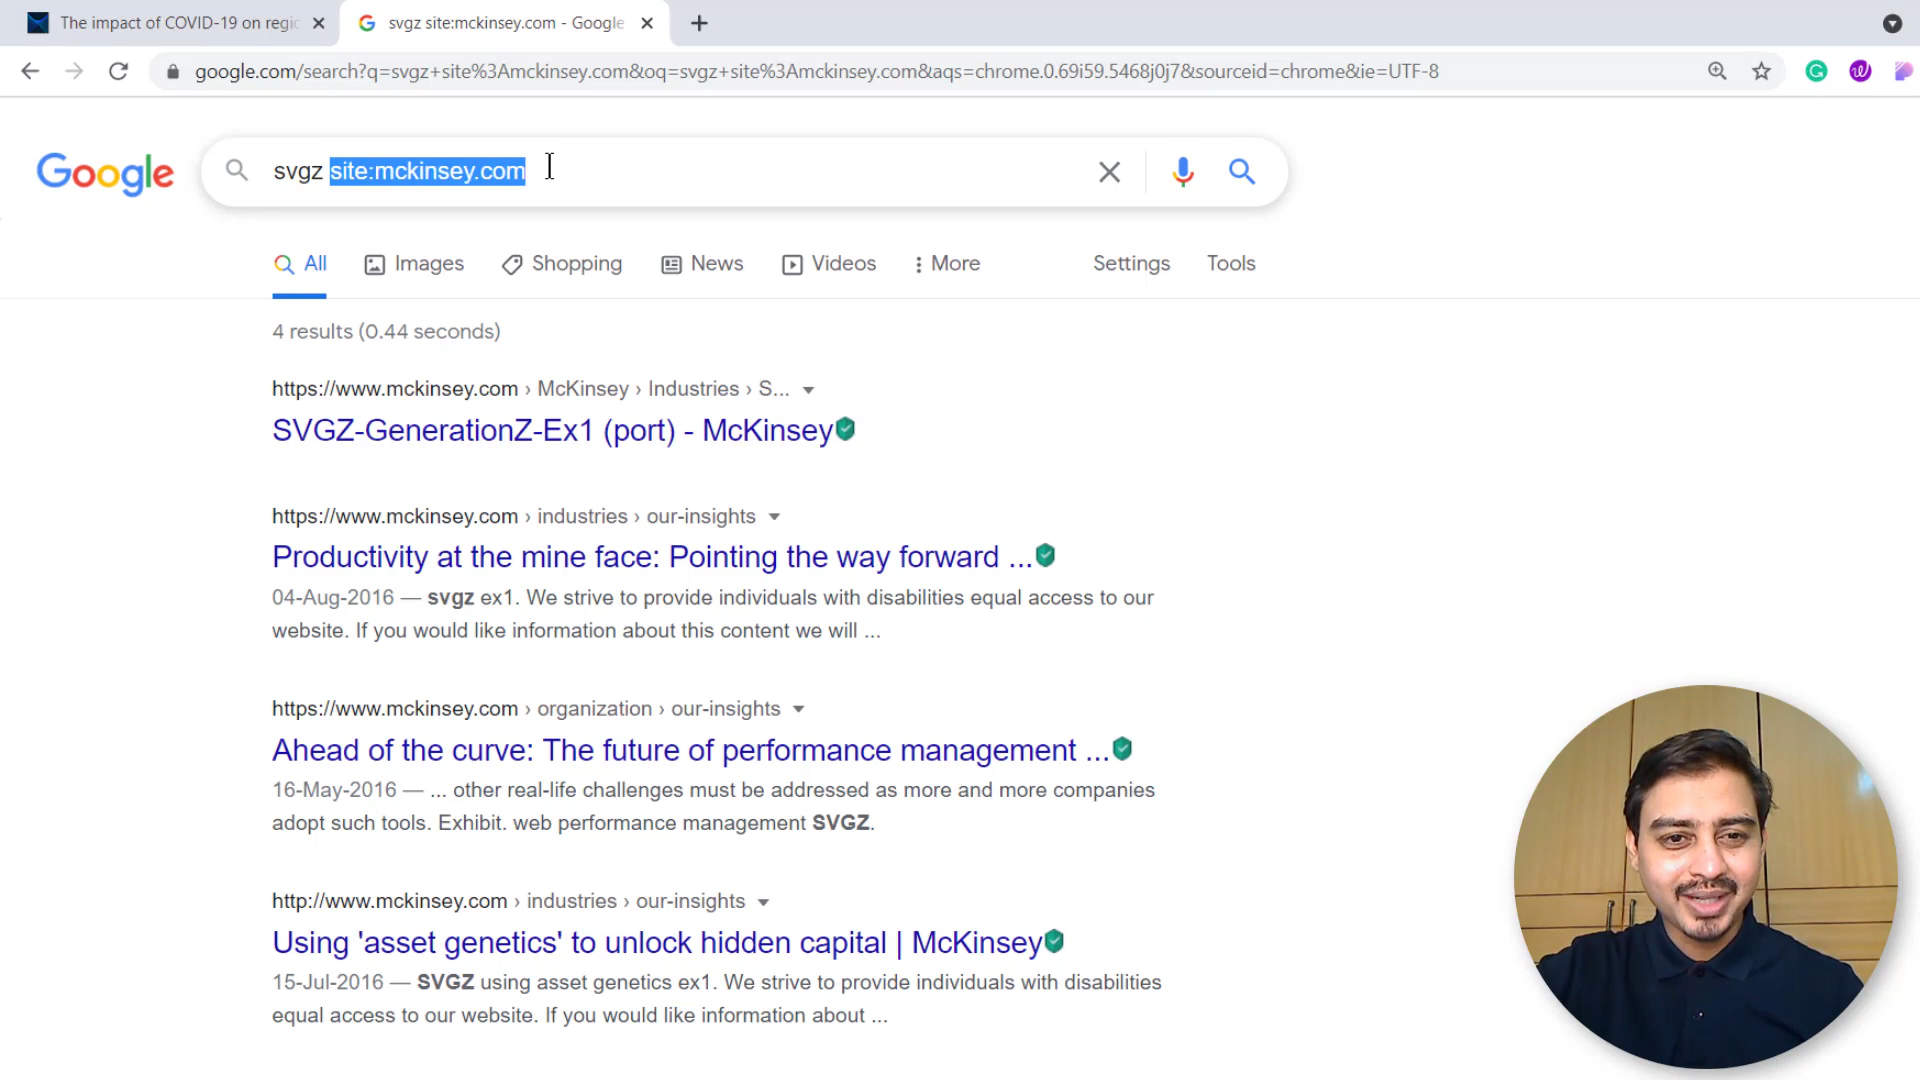 The impact of COVID-19 on regi
svgz site:mckinsey.com - Google
google.com/search?q=svgz+site%3Amckinsey.com&oq=svgz+site%3Amckinsey.com&aqs=chrome.0.69i59.5468j0j7&sourceid=chrome&ie=UTF-8
Google
svgz site:mckinsey.com
All Images Shopping News Videos More Settings Tools
4 results (0.44 seconds)
https://www.mckinsey.com › McKinsey › Industries › S...
SVGZ-GenerationZ-Ex1 (port) - McKinsey
https://www.mckinsey.com › industries › our-insights
Productivity at the mine face: Pointing the way forward ...
04-Aug-2016 — svgz ex1. We strive to provide individuals with disabilities equal access to our
website. If you would like information about this content we will ...
https://www.mckinsey.com › organization › our-insights
Ahead of the curve: The future of performance management ...
16-May-2016 — ... other real-life challenges must be addressed as more and more companies
adopt such tools. Exhibit. web performance management SVGZ.
http://www.mckinsey.com › industries › our-insights
Using 'asset genetics' to unlock hidden capital | McKinsey
15-Jul-2016 — SVGZ using asset genetics ex1. We strive to provide individuals with disabilities
equal access to our website. If you would like information about ...